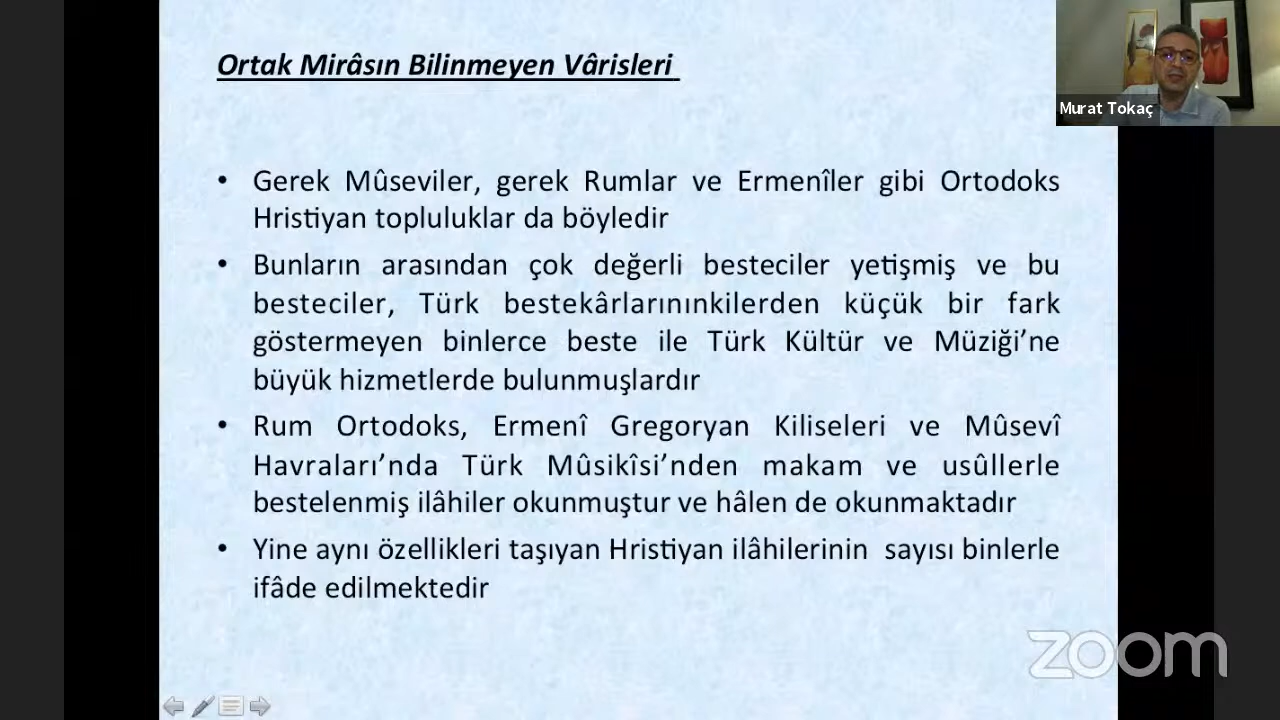 Ortak Mirâsın Bilinmeyen Vârisleri
Murat Tokaç
• Gerek Mûseviler, gerek Rumlar ve Ermenîler gibi Ortodoks
Hristiyan topluluklar da böyledir
• Bunların arasından çok değerli besteciler yetişmiş ve bu
besteciler, Türk bestekârlarınınkilerden küçük bir fark
göstermeyen binlerce beste ile Türk Kültür ve Müziği’ne
büyük hizmetlerde bulunmuşlardır
• Rum Ortodoks, Ermenî Gregoryan Kiliseleri ve Mûsevî
Havraları’nda Türk Mûsikîsi’nden makam ve usûllerle
bestelenmiş ilâhiler okunmuştur ve hâlen de okunmaktadır
• Yine aynı özellikleri taşıyan Hristiyan ilâhilerinin sayısı binlerle
ifâde edilmektedir
zoom